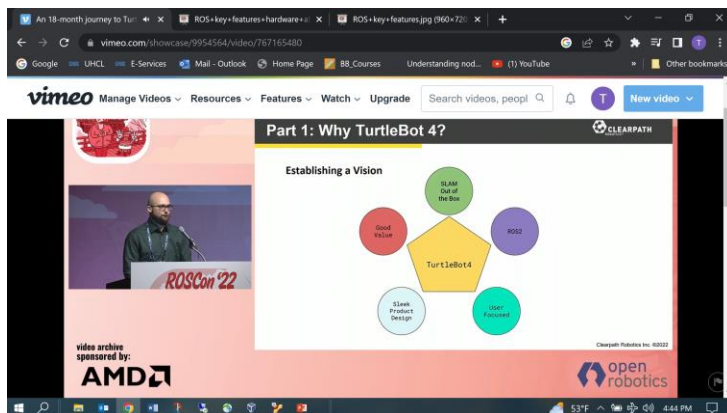 An 18-month journey to Tur
ROS+key+features+hardware+a
ROS+key+features.jpg (960×720
vimeo.com/showcase/9954564/video/767165480
T
Google
UHCL
E-Services
Mail - Outlook
Home Page
BB_Courses
Understanding nod...
(1) YouTube
»
Other bookmarks
vimeo
Manage Videos
Resources
Features
Watch
Upgrade
Search videos, peopl
T
New video
Part 1: Why TurtleBot 4?
CLEARPATH
Establishing a Vision
SLAM
Out of
the Box
Good
Value
ROS2
TurtleBot4
Sleek
Product
Design
User
Focused
ROSCon '22
Clearpath Robotics Inc. ©2022
video archive
sponsored by:
AMD
open
robotics
53°F
4:44 PM